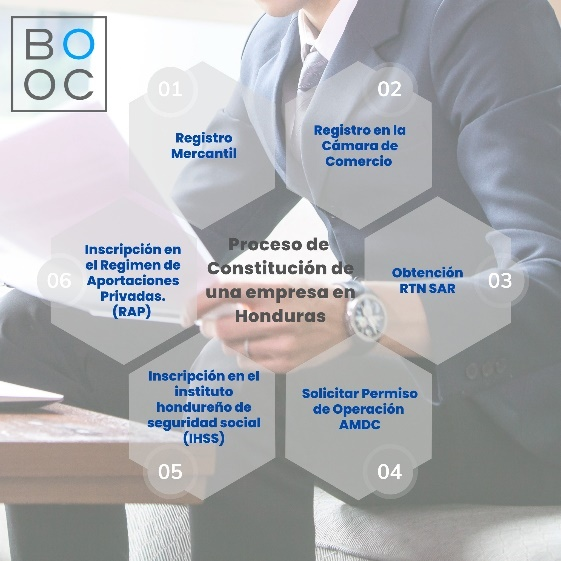 BO
OC
Proceso de
Constitución de
una empresa en
Honduras
01
Registro
Mercantil
02
Registro en la
Cámara de
Comercio
03
Obtención
RTN SAR
04
Solicitar Permiso
de Operación
AMDC
05
Inscripción en el
instituto
hondureño de
seguridad social
(IHSS)
06
Inscripción en
el Regimen de
Aportaciones
Privadas.
(RAP)